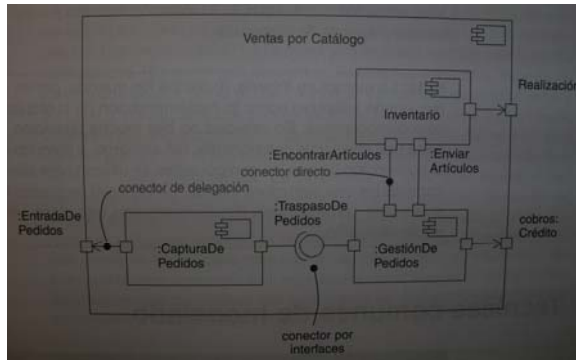 Ventas por Catálogo
Realización
Inventario
:EncontrarArtículos
:Enviar
Artículos
conector directo
conector de delegación
:EntradaDe
Pedidos
:TraspasoDe
Pedidos
cobros:
Crédito
:CapturaDe
Pedidos
:GestiónDe
Pedidos
conector por
interfaces